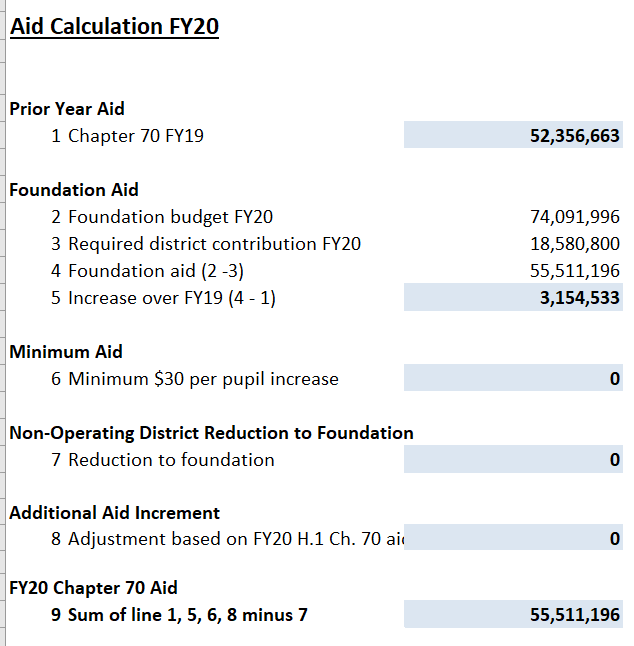 Aid Calculation FY20
Prior Year Aid
1 Chapter 70 FY19 52,356,663
Foundation Aid
2 Foundation budget FY20 74,091,996
3 Required district contribution FY20 18,580,800
4 Foundation aid (2 -3) 55,511,196
5 Increase over FY19 (4 - 1) 3,154,533
Minimum Aid
6 Minimum $30 per pupil increase 0
Non-Operating District Reduction to Foundation
7 Reduction to foundation 0
Additional Aid Increment
8 Adjustment based on FY20 H.1 Ch. 70 0
FY20 Chapter 70 Aid
9 Sum of line 1, 5, 6, 8 minus 7 55,511,196